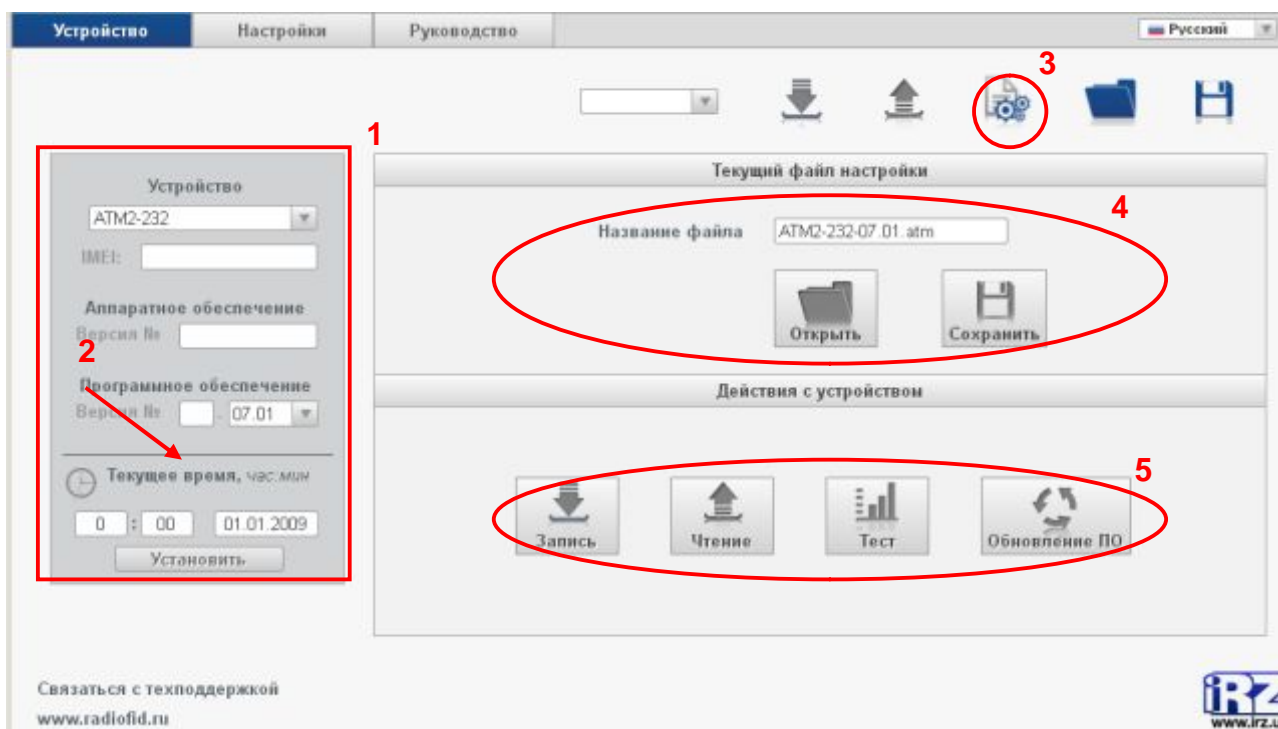 Устройство Настройки Руководство Русский
3
1
Устройство
ATM2-232
IMEI:
Аппаратное обеспечение
Версия №
2
Программное обеспечение
Версия № . 07.01
Текущее время, час:мин
0 : 00 01.01.2009
Установить
Текущий файл настройки
4
Название файла ATM2-232-07.01.atm
Открыть Сохранить
Действия с устройством
5
Запись Чтение Тест Обновление ПО
Связаться с техподдержкой
www.radiofid.ru
iRZ
www.irz.